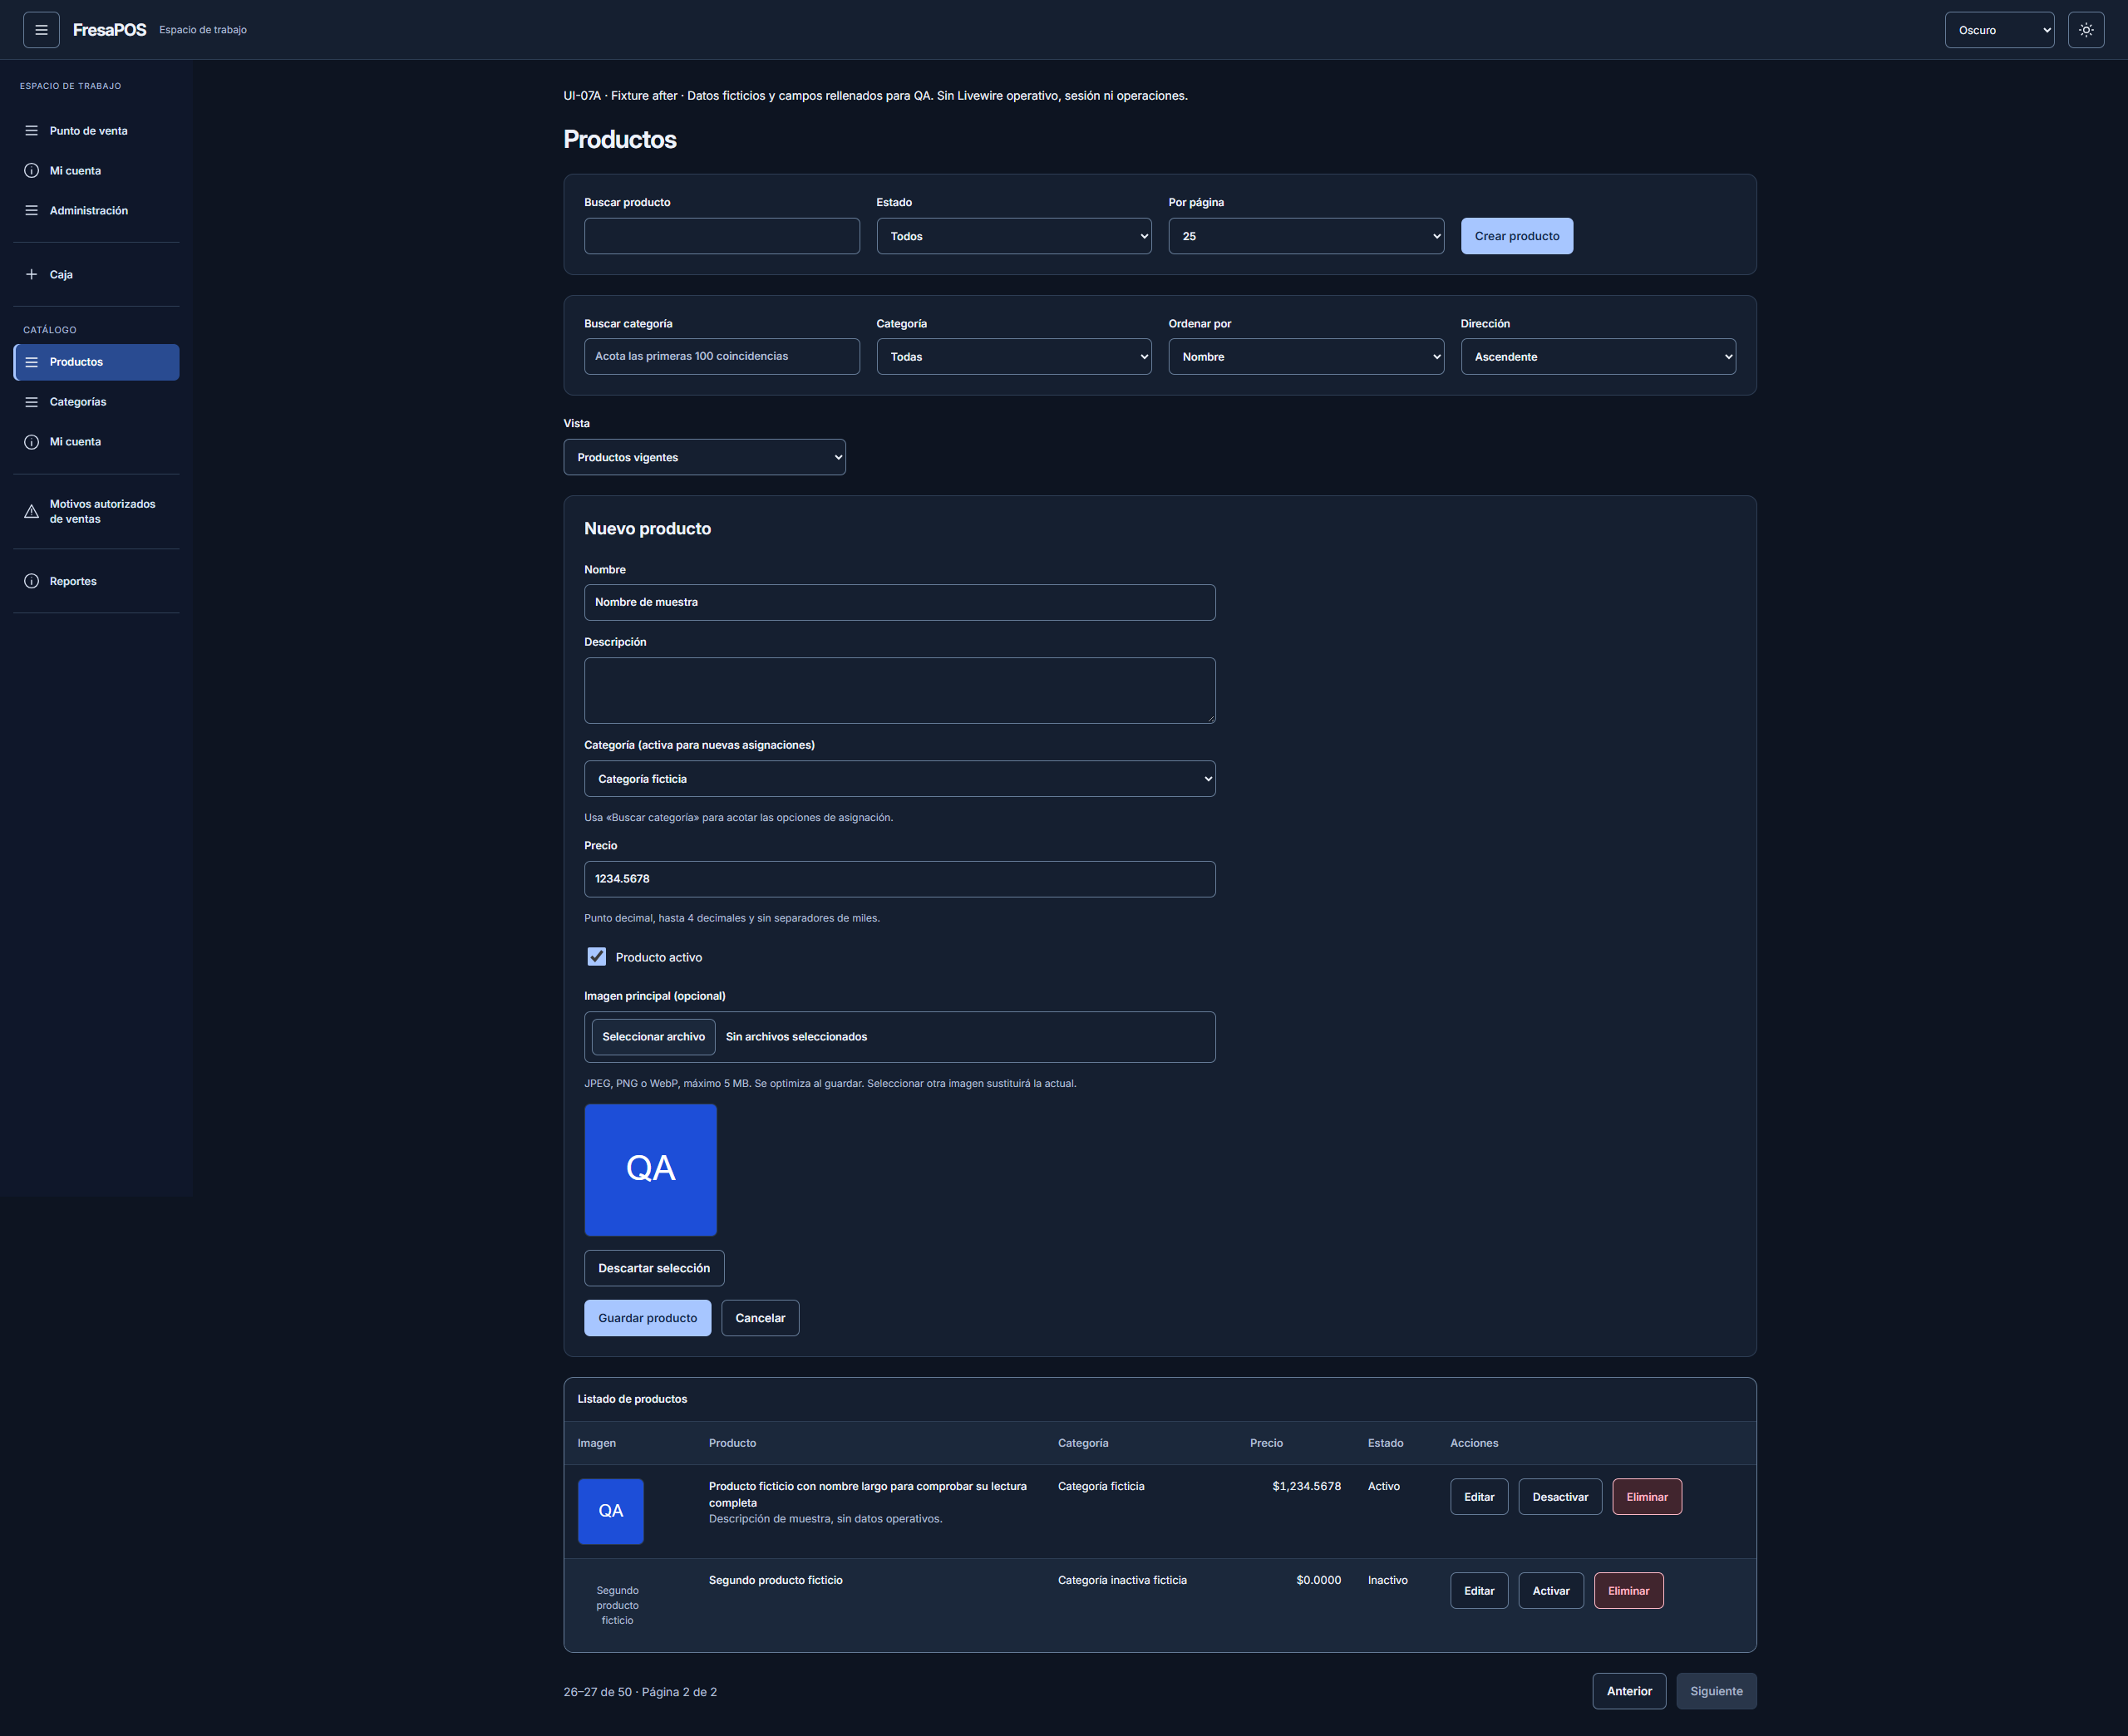 FresaPOS
Espacio de trabajo
Oscuro
ESPACIO DE TRABAJO
Punto de venta
Mi cuenta
Administración
Caja
CATÁLOGO
Productos
Categorías
Mi cuenta
Motivos autorizados
de ventas
Reportes
UI-07A · Fixture after · Datos ficticios y campos rellenados para QA. Sin Livewire operativo, sesión ni operaciones.
Productos
Buscar producto
Estado
Por página
Todos
25
Crear producto
Buscar categoría
Categoría
Ordenar por
Dirección
Acota las primeras 100 coincidencias
Todas
Nombre
Ascendente
Vista
Productos vigentes
Nuevo producto
Nombre
Nombre de muestra
Descripción
Categoría (activa para nuevas asignaciones)
Categoría ficticia
Usa «Buscar categoría» para acotar las opciones de asignación.
Precio
1234.5678
Punto decimal, hasta 4 decimales y sin separadores de miles.
Producto activo
Imagen principal (opcional)
Seleccionar archivo
Sin archivos seleccionados
JPEG, PNG o WebP, máximo 5 MB. Se optimiza al guardar. Seleccionar otra imagen sustituirá la actual.
QA
Descartar selección
Guardar producto
Cancelar
Listado de productos
Imagen
Producto
Categoría
Precio
Estado
Acciones
QA
Producto ficticio con nombre largo para comprobar su lectura
completa
Descripción de muestra, sin datos operativos.
Categoría ficticia
$1,234.5678
Activo
Editar
Desactivar
Eliminar
Segundo
producto
ficticio
Segundo producto ficticio
Categoría inactiva ficticia
$0.0000
Inactivo
Editar
Activar
Eliminar
26–27 de 50 · Página 2 de 2
Anterior
Siguiente